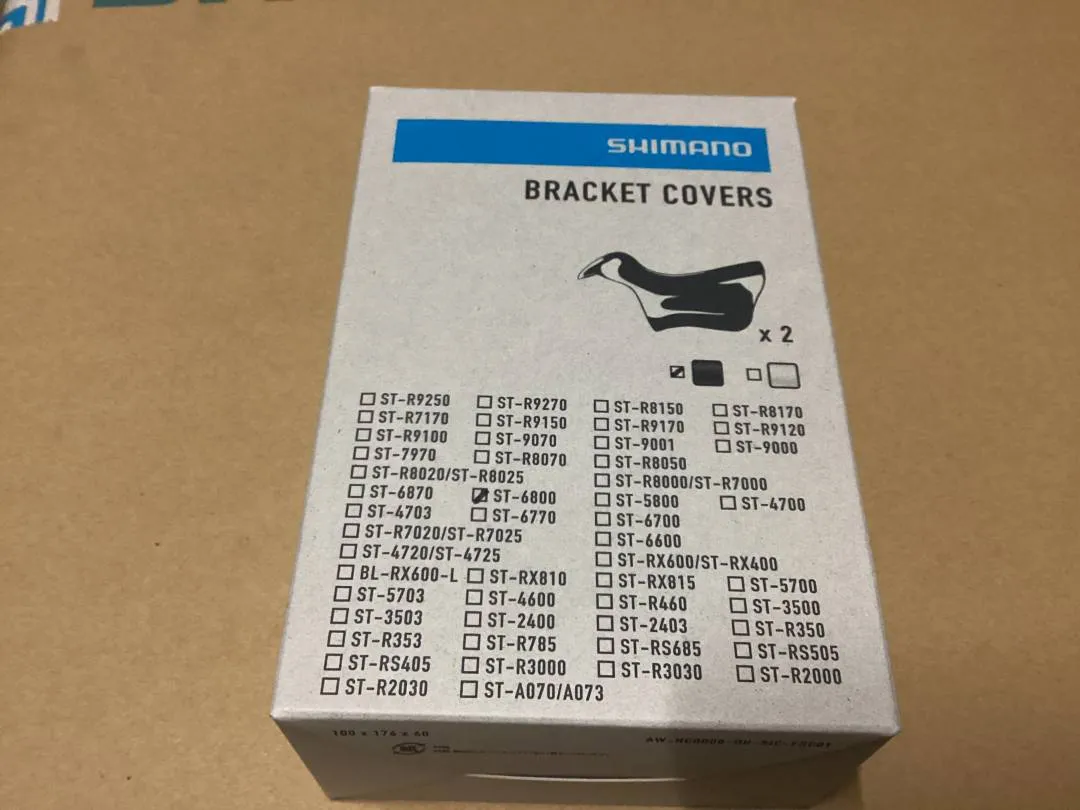 SHIMANO
BRACKET COVERS
x 2
ST-R9250 ST-R9270 ST-R8150 ST-R8170
ST-R7170 ST-R9150 ST-R9170 ST-R9120
ST-R9100 ST-9070 ST-9001 ST-9000
ST-7970 ST-R8070 ST-R8050
ST-R8020/ST-R8025 ST-R8000/ST-R7000
ST-6870 ST-6800 ST-5800 ST-4700
ST-4703 ST-6770 ST-6700
ST-R7020/ST-R7025 ST-6600
ST-4720/ST-4725 ST-RX600/ST-RX400
BL-RX600-L ST-RX810 ST-RX815 ST-5700
ST-5703 ST-4600 ST-R460 ST-3500
ST-3503 ST-2400 ST-2403 ST-R350
ST-R353 ST-R785 ST-RS685 ST-RS505
ST-RS405 ST-R3000 ST-R3030 ST-R2000
ST-R2030 ST-A070/A073
100 x 176 x 60